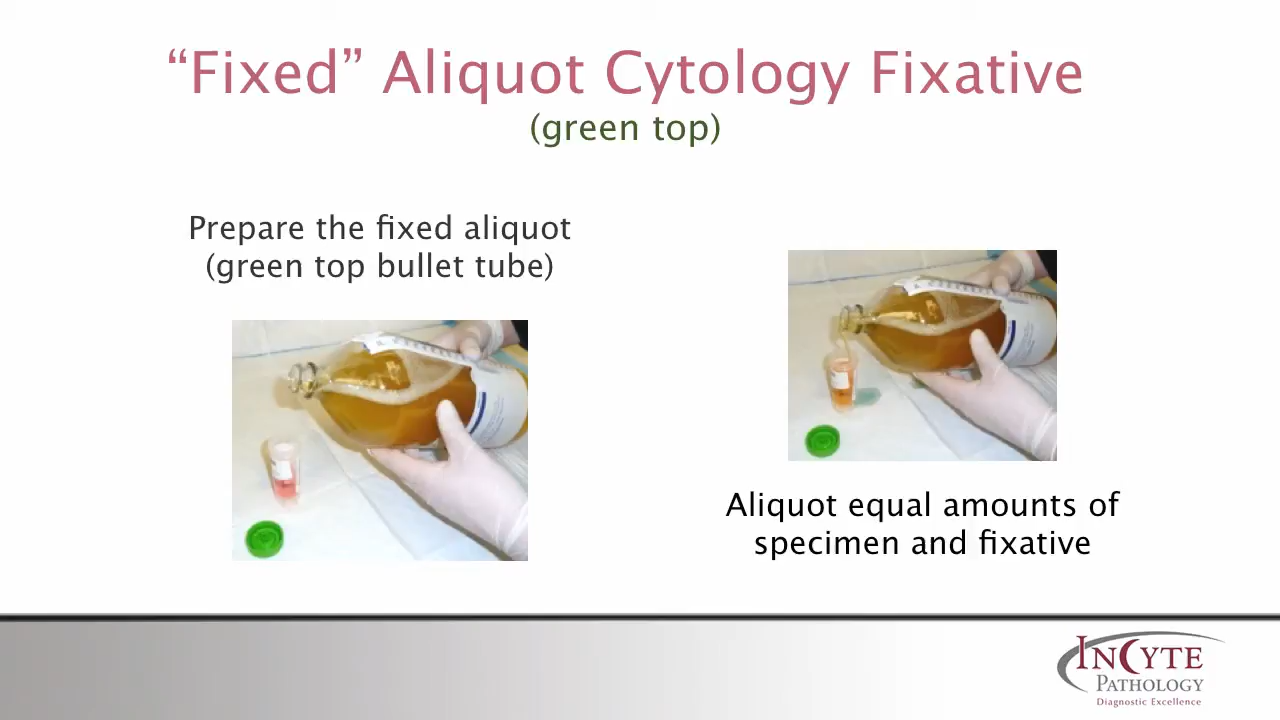 “Fixed” Aliquot Cytology Fixative
(green top)
Prepare the fixed aliquot
(green top bullet tube)
Aliquot equal amounts of
specimen and fixative
INCYTE
PATHOLOGY
Diagnostic Excellence